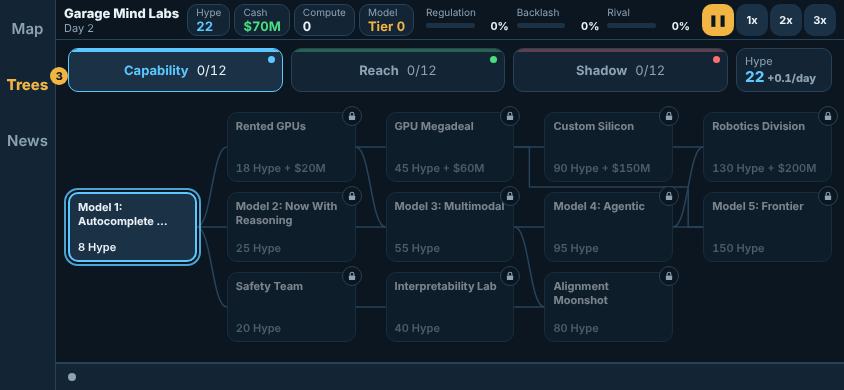 Map
Trees
3
News
Garage Mind Labs
Day 2
Hype
22
Cash
$70M
Compute
0
Model
Tier 0
Regulation
0%
Backlash
0%
Rival
0%
1x
2x
3x
Capability 0/12
Reach 0/12
Shadow 0/12
Hype
22 +0.1/day
Rented GPUs
18 Hype + $20M
GPU Megadeal
45 Hype + $60M
Custom Silicon
90 Hype + $150M
Robotics Division
130 Hype + $200M
Model 1:
Autocomplete ...
8 Hype
Model 2: Now With
Reasoning
25 Hype
Model 3: Multimodal
55 Hype
Model 4: Agentic
95 Hype
Model 5: Frontier
150 Hype
Safety Team
20 Hype
Interpretability Lab
40 Hype
Alignment
Moonshot
80 Hype